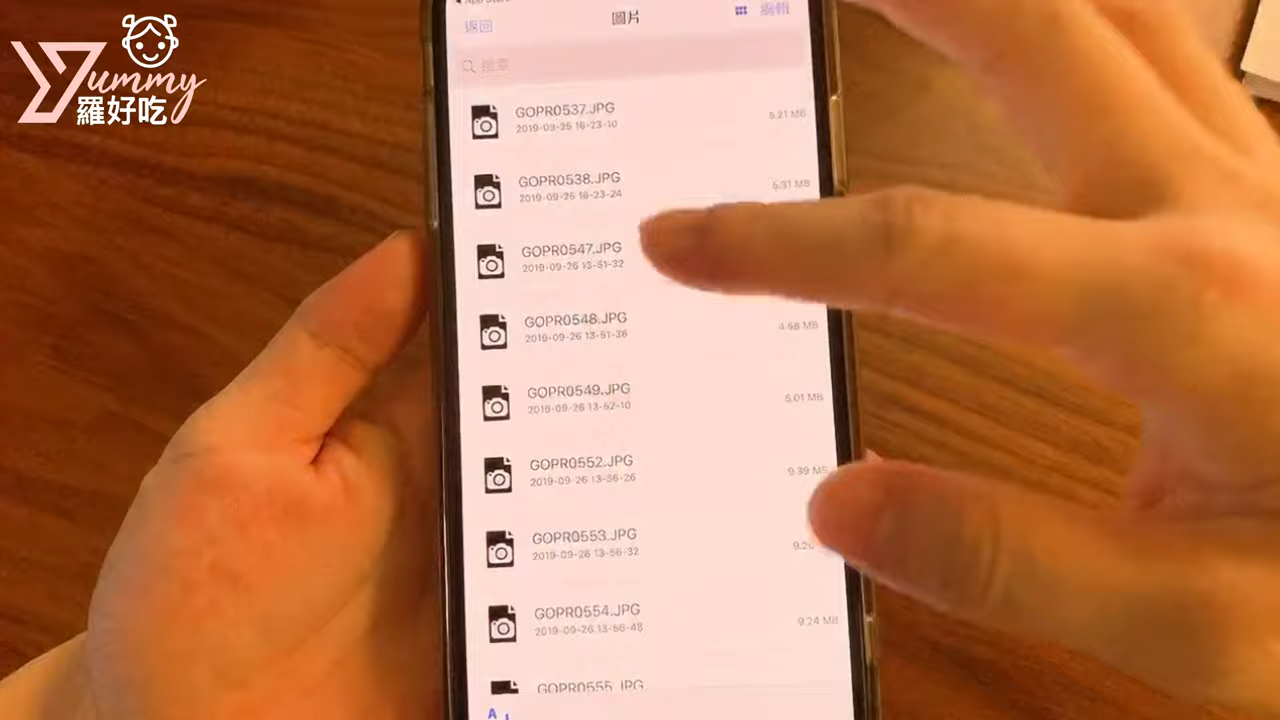 Yummy
羅好吃
App Store
返回
圖片
編輯
搜尋
GOPR0537.JPG
2019-09-25 16-23-10
5.21 MB
GOPR0538.JPG
2019-09-25 16-23-24
5.31 MB
GOPR0547.JPG
2019-09-26 13-51-32
GOPR0548.JPG
2019-09-26 13-51-36
4.68 MB
GOPR0549.JPG
2019-09-26 13-52-10
5.01 MB
GOPR0552.JPG
2019-09-26 13-56-26
9.39 MB
GOPR0553.JPG
2019-09-26 13-56-32
GOPR0554.JPG
2019-09-26 13-56-48
9.24 MB
GOPR0555.JPG